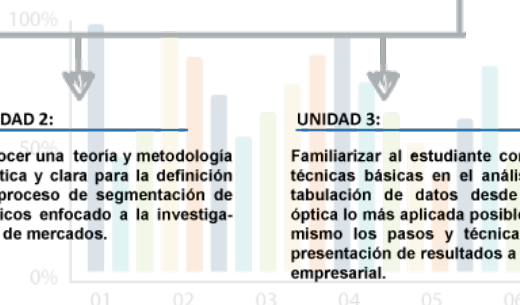 100%
DAD 2:
ocer una teoría y metodología
tica y clara para la definición
proceso de segmentación de
icos enfocado a la investiga-
de mercados.
UNIDAD 3:
Familiarizar al estudiante con
técnicas básicas en el análisi
tabulación de datos desde
óptica lo más aplicada posible
mismo los pasos y técnica
presentación de resultados a
empresarial.
50%
0%
01
02
03
04
05
06